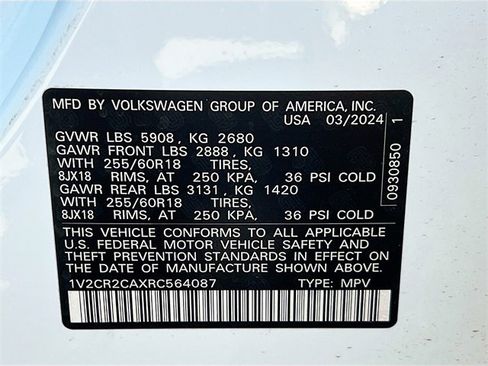 MFD BY VOLKSWAGEN GROUP OF AMERICA, INC.
USA 03/2024
GVWR LBS 5908, KG 2680
GAWR FRONT LBS 2888, KG 1310
WITH 255/60R18 TIRES,
8JX18 RIMS, AT 250 KPA, 36 PSI COLD
GAWR REAR LBS 3131, KG 1420
WITH 255/60R18 TIRES,
8JX18 RIMS, AT 250 KPA, 36 PSI COLD
THIS VEHICLE CONFORMS TO ALL APPLICABLE
U.S. FEDERAL MOTOR VEHICLE SAFETY AND
THEFT PREVENTION STANDARDS IN EFFECT ON
THE DATE OF MANUFACTURE SHOWN ABOVE.
1V2CR2CAXRC564087 TYPE: MPV
0930850 1